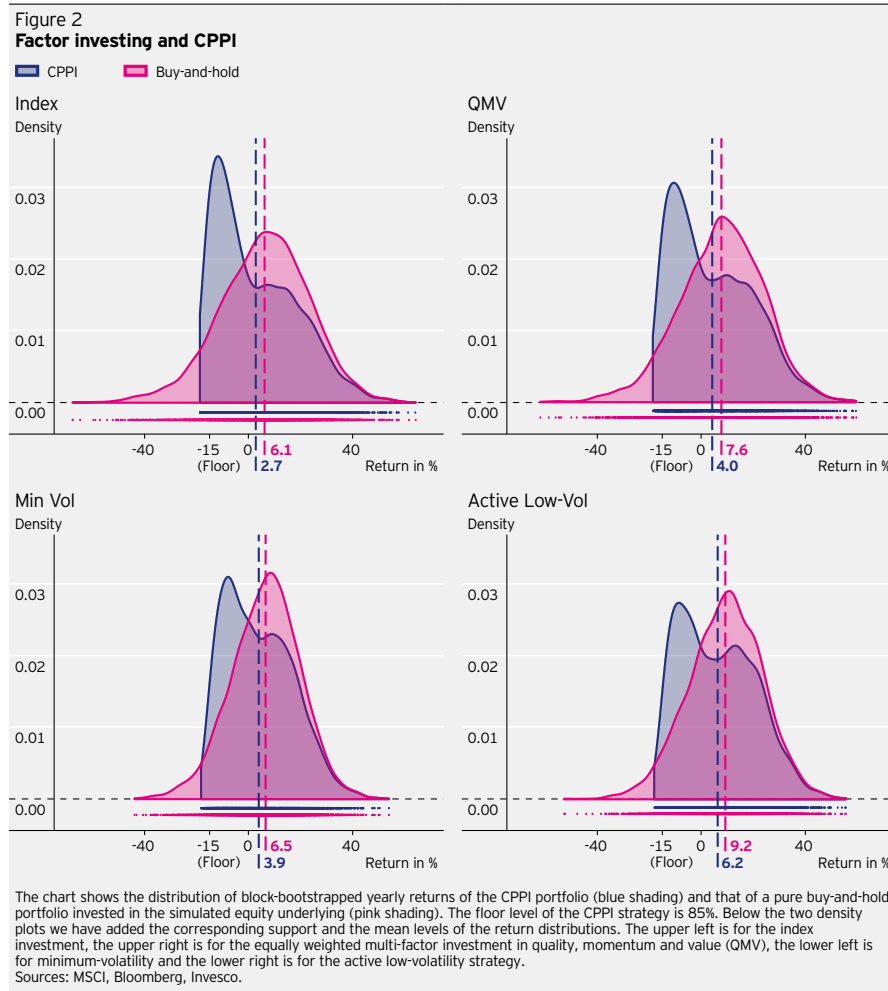 Figure 2
Factor investing and CPPI
CPPI Buy-and-hold
Index
Density
0.03
0.02
0.01
0.00
-40 -15 0 40
(Floor) Return in %
6.1
2.7
QMV
Density
0.03
0.02
0.01
0.00
-40 -15 0 40
(Floor) Return in %
7.6
4.0
Min Vol
Density
0.03
0.02
0.01
0.00
-40 -15 0 40
(Floor) Return in %
6.5
3.9
Active Low-Vol
Density
0.03
0.02
0.01
0.00
-40 -15 0 40
(Floor) Return in %
9.2
6.2
The chart shows the distribution of block-bootstrapped yearly returns of the CPPI portfolio (blue shading) and that of a pure buy-and-hold
portfolio invested in the simulated equity underlying (pink shading). The floor level of the CPPI strategy is 85%. Below the two density
plots we have added the corresponding support and the mean levels of the return distributions. The upper left is for the index
investment, the upper right is for the equally weighted multi-factor investment in quality, momentum and value (QMV), the lower left is
for minimum-volatility and the lower right is for the active low-volatility strategy.
Sources: MSCI, Bloomberg, Invesco.